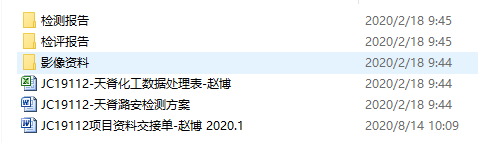 检测报告 2020/2/18 9:45
检评报告 2020/2/18 9:45
影像资料 2020/2/18 9:44
JC19112-天脊化工数据处理表-赵博 2020/2/18 9:44
JC19112-天脊潞安检测方案 2020/2/18 9:44
JC19112项目资料交接单-赵博 2020.1 2020/8/14 10:09